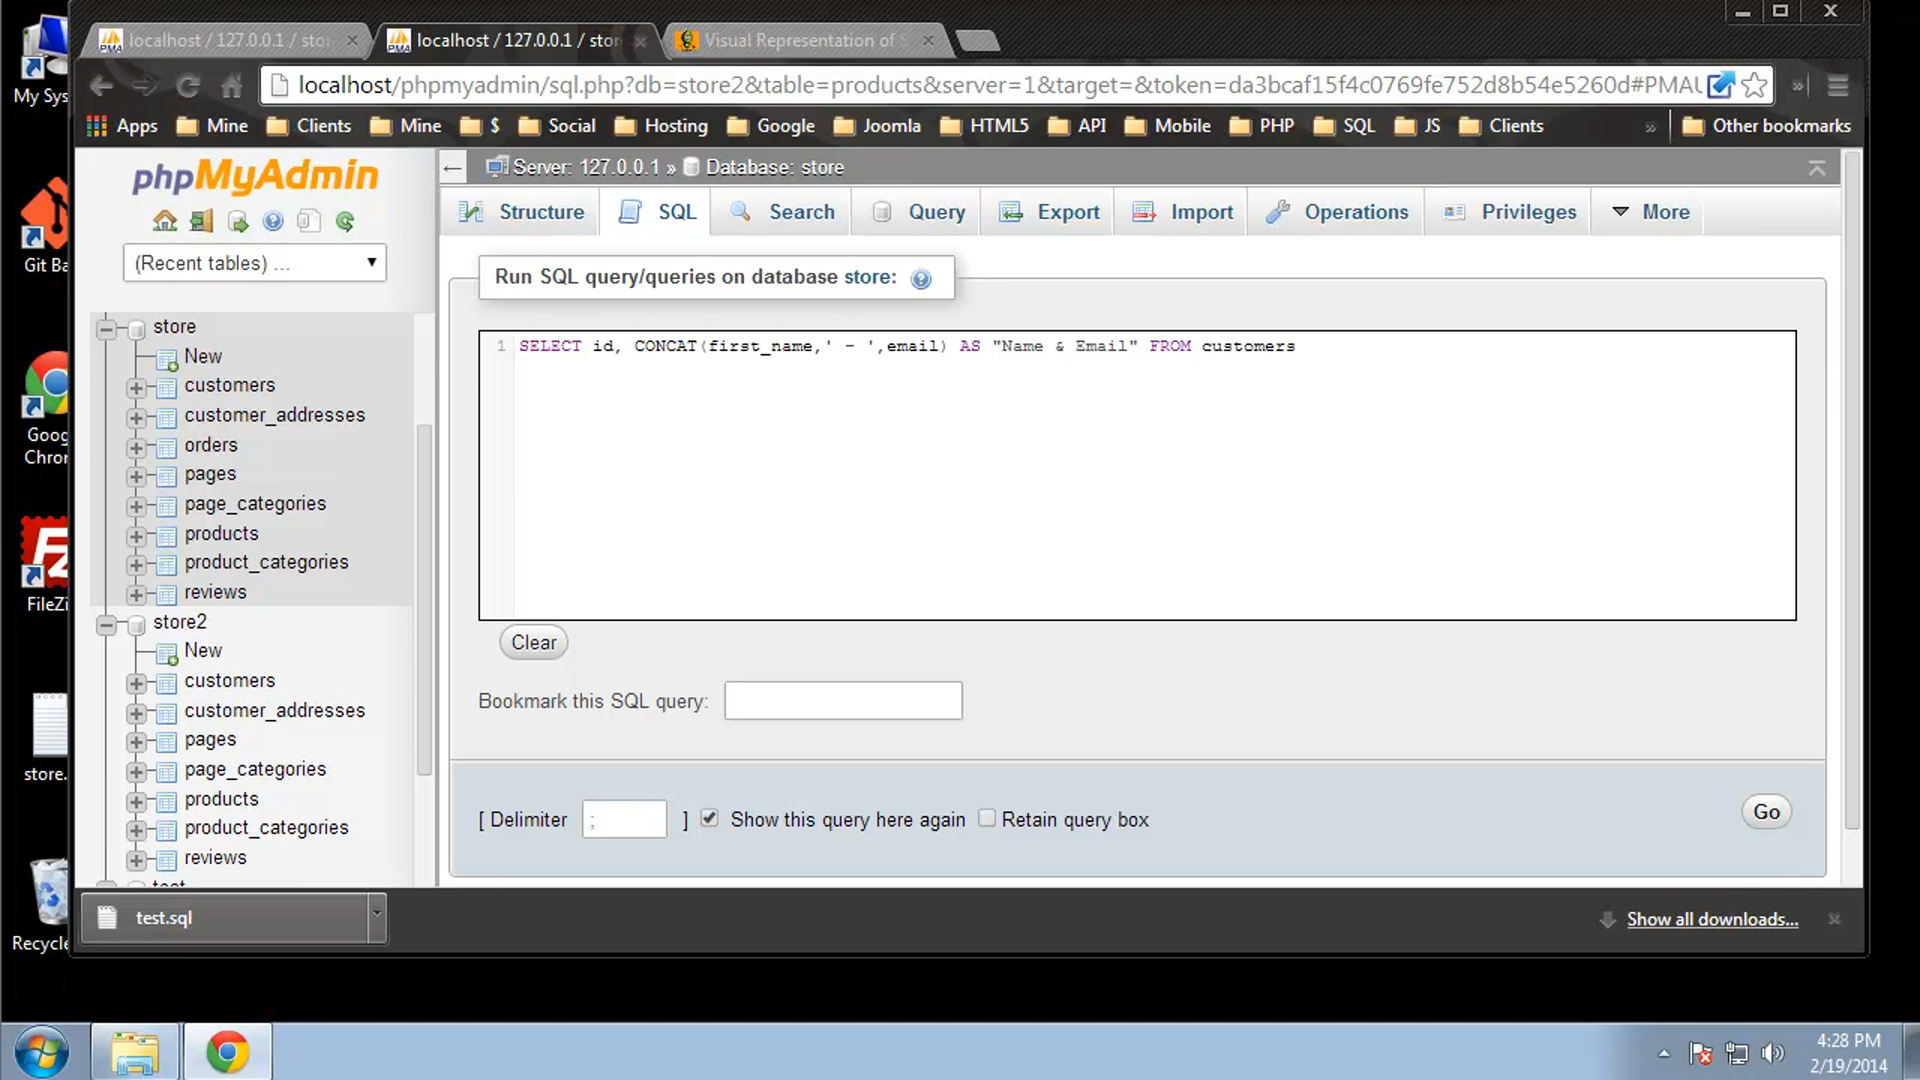 My Sys
Git Ba
Goog
Chron
FileZi
store.
Recycle
localhost / 127.0.0.1 / sto
localhost / 127.0.0.1 / stor
Visual Representation of S
localhost/phpmyadmin/sql.php?db=store2&table=products&server=1&target=&token=da3bcaf15f4c0769fe752d8b54e5260d#PMAU
Apps Mine Clients Mine $ Social Hosting Google Joomla HTML5 API Mobile PHP SQL JS Clients » Other bookmarks
phpMyAdmin
(Recent tables) ...
store
New
customers
customer_addresses
orders
pages
page_categories
products
product_categories
reviews
store2
New
customers
customer_addresses
pages
page_categories
products
product_categories
reviews
test
Server: 127.0.0.1 » Database: store
Structure SQL Search Query Export Import Operations Privileges More
Run SQL query/queries on database store:
1 SELECT id, CONCAT(first_name,' - ',email) AS "Name & Email" FROM customers
Clear
Bookmark this SQL query:
[ Delimiter ; ] Show this query here again Retain query box
Go
test.sql
Show all downloads...
4:28 PM
2/19/2014